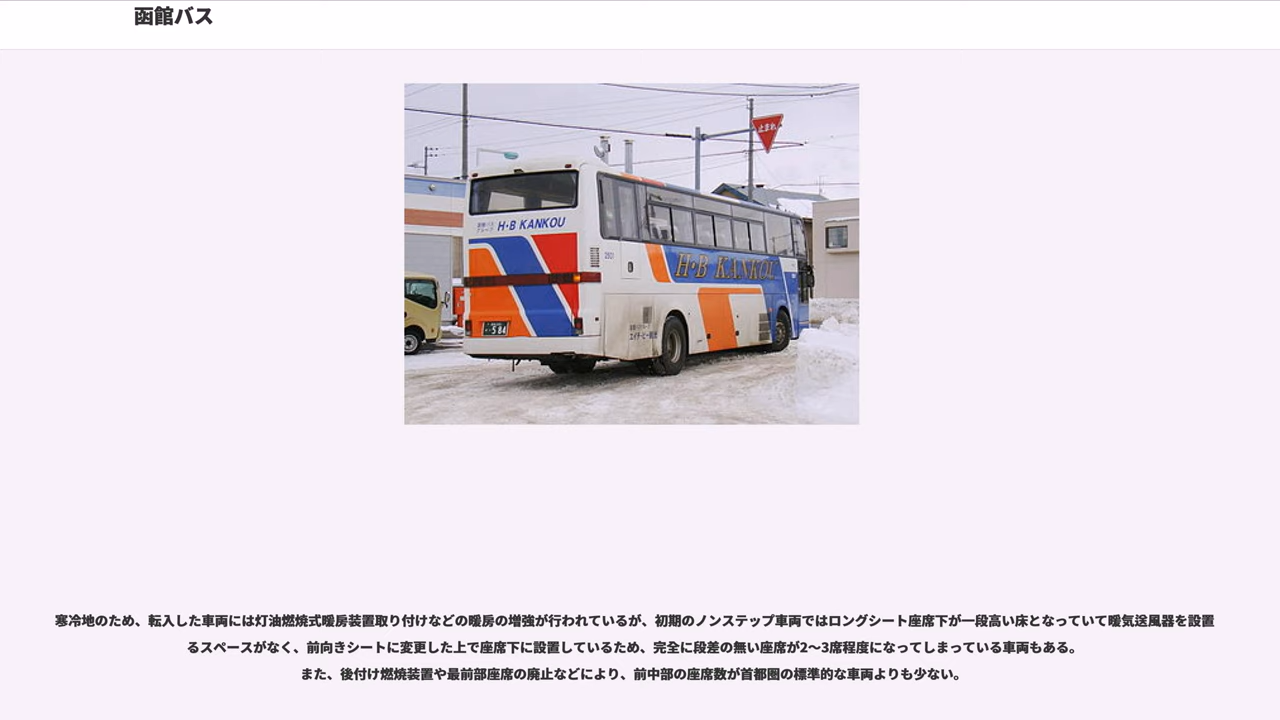 函館バス
止まれ
H・B KANKOU
H・B KANKOU
584
寒冷地のため、転入した車両には灯油燃焼式暖房装置取り付けなどの暖房の増強が行われているが、初期のノンステップ車両ではロングシート座席下が一段高い床となっていて暖気送風器を設置
るスペースがなく、前向きシートに変更した上で座席下に設置しているため、完全に段差の無い座席が2〜3席程度になってしまっている車両もある。
また、後付け燃焼装置や最前部座席の廃止などにより、前中部の座席数が首都圏の標準的な車両よりも少ない。